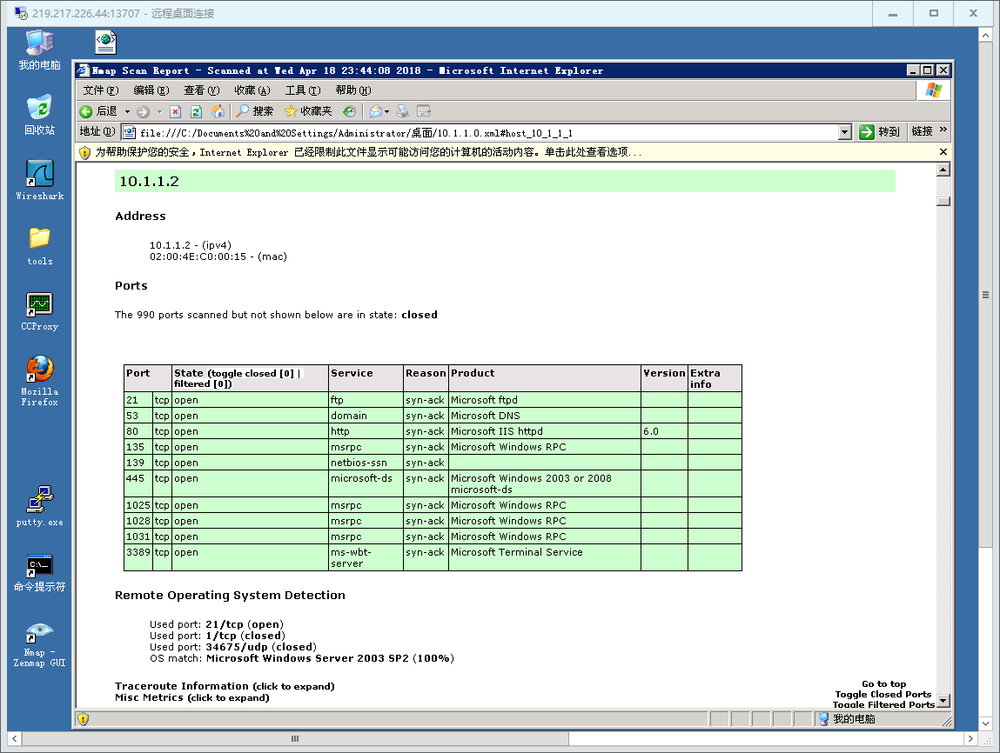 219.217.226.44:13707 - 远程桌面连接
我的电脑
回收站
Wireshark
tools
CCProxy
Mozilla
Firefox
putty.exe
命令提示符
Nmap -
Zenmap GUI
Nmap Scan Report - Scanned at Wed Apr 18 23:44:08 2018 - Microsoft Internet Explorer
文件(F) 编辑(E) 查看(V) 收藏(A) 工具(T) 帮助(H)
后退 搜索 收藏夹
地址(D) file:///C:/Documents%20and%20Settings/Administrator/桌面/10.1.1.0.xml#host_10_1_1_1 转到 链接 »
为帮助保护您的安全，Internet Explorer 已经限制此文件显示可能访问您的计算机的活动内容。单击此处查看选项...
10.1.1.2
Address
10.1.1.2 - (ipv4)
02:00:4E:C0:00:15 - (mac)
Ports
The 990 ports scanned but not shown below are in state: closed
Port State (toggle closed [0] | Service Reason Product Version Extra
filtered [0]) info
21 tcp open ftp syn-ack Microsoft ftpd
53 tcp open domain syn-ack Microsoft DNS
80 tcp open http syn-ack Microsoft IIS httpd 6.0
135 tcp open msrpc syn-ack Microsoft Windows RPC
139 tcp open netbios-ssn syn-ack
445 tcp open microsoft-ds syn-ack Microsoft Windows 2003 or 2008
microsoft-ds
1025 tcp open msrpc syn-ack Microsoft Windows RPC
1028 tcp open msrpc syn-ack Microsoft Windows RPC
1031 tcp open msrpc syn-ack Microsoft Windows RPC
3389 tcp open ms-wbt- syn-ack Microsoft Terminal Service
server
Remote Operating System Detection
Used port: 21/tcp (open)
Used port: 1/tcp (closed)
Used port: 34675/udp (closed)
OS match: Microsoft Windows Server 2003 SP2 (100%)
Traceroute Information (click to expand)
Misc Metrics (click to expand)
Go to top
Toggle Closed Ports
Toggle Filtered Ports
我的电脑